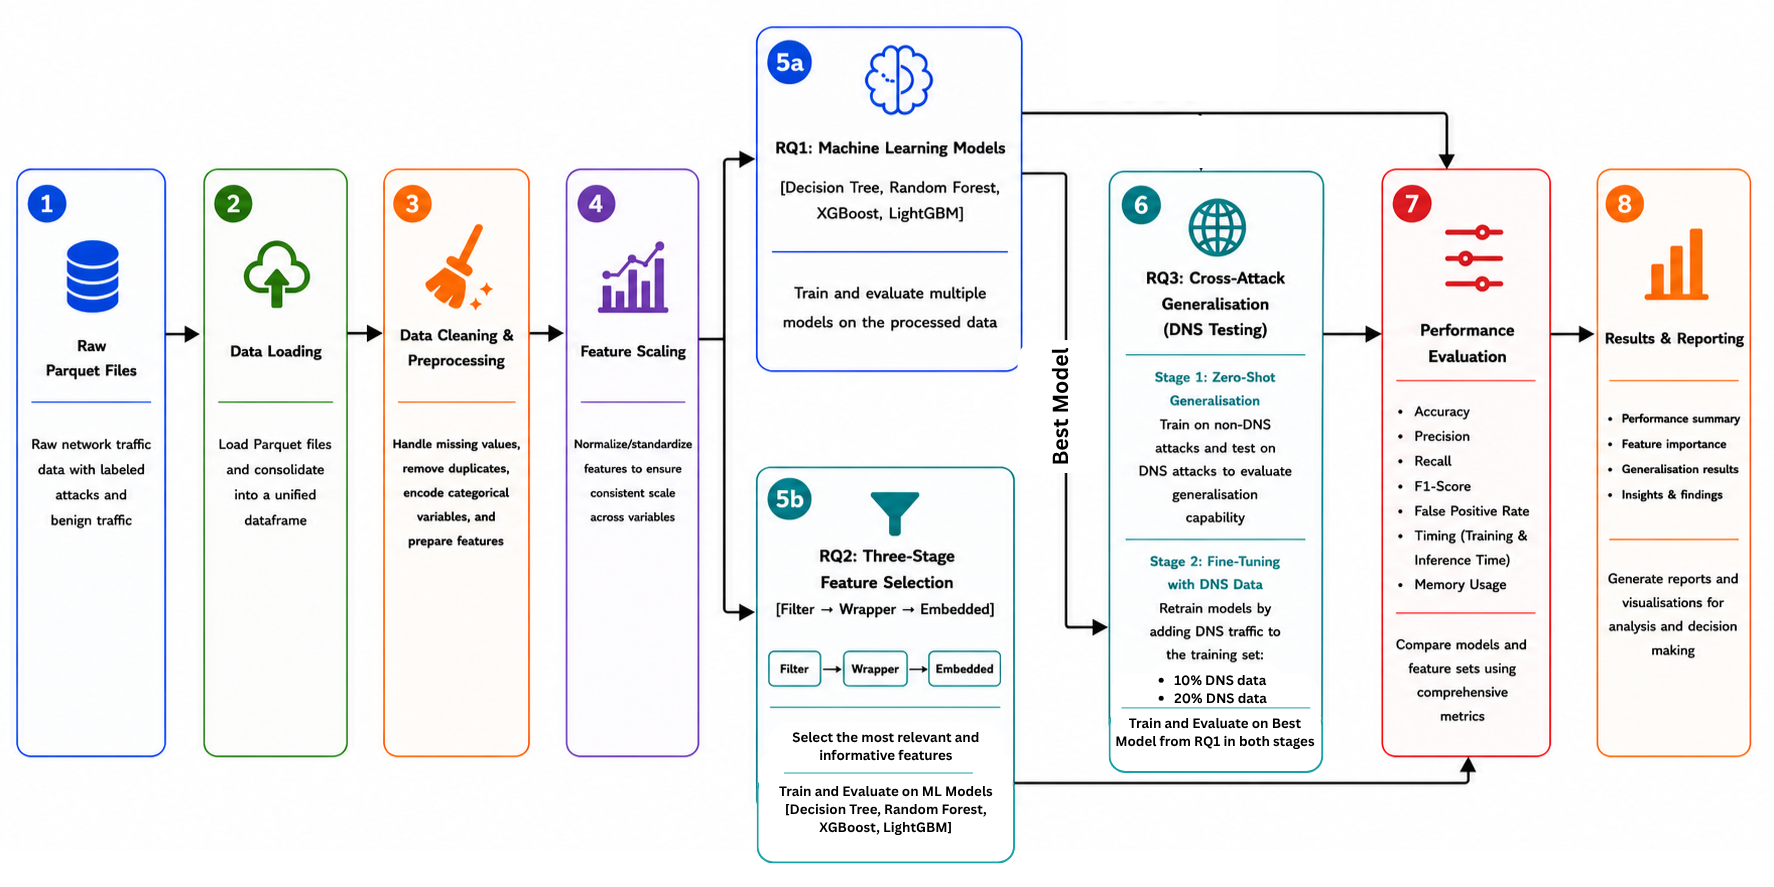 1
Raw
Parquet Files
Raw network traffic
data with labeled
attacks and
benign traffic
2
Data Loading
Load Parquet files
and consolidate
into a unified
dataframe
3
Data Cleaning &
Preprocessing
Handle missing values,
remove duplicates,
encode categorical
variables, and
prepare features
4
Feature Scaling
Normalize/standardize
features to ensure
consistent scale
across variables
5a
RQ1: Machine Learning Models
[Decision Tree, Random Forest,
XGBoost, LightGBM]
Train and evaluate multiple
models on the processed data
5b
RQ2: Three-Stage
Feature Selection
[Filter → Wrapper → Embedded]
Filter
Wrapper
Embedded
Select the most relevant and
informative features
Train and Evaluate on ML Models
[Decision Tree, Random Forest,
XGBoost, LightGBM]
Best Model
6
RQ3: Cross-Attack
Generalisation
(DNS Testing)
Stage 1: Zero-Shot
Generalisation
Train on non-DNS
attacks and test on
DNS attacks to evaluate
generalisation
capability
Stage 2: Fine-Tuning
with DNS Data
Retrain models by
adding DNS traffic to
the training set:
• 10% DNS data
• 20% DNS data
Train and Evaluate on Best
Model from RQ1 in both stages
7
Performance
Evaluation
• Accuracy
• Precision
• Recall
• F1-Score
• False Positive Rate
• Timing (Training &
Inference Time)
• Memory Usage
Compare models and
feature sets using
comprehensive
metrics
8
Results & Reporting
• Performance summary
• Feature importance
• Generalisation results
• Insights & findings
Generate reports and
visualisations for
analysis and decision
making